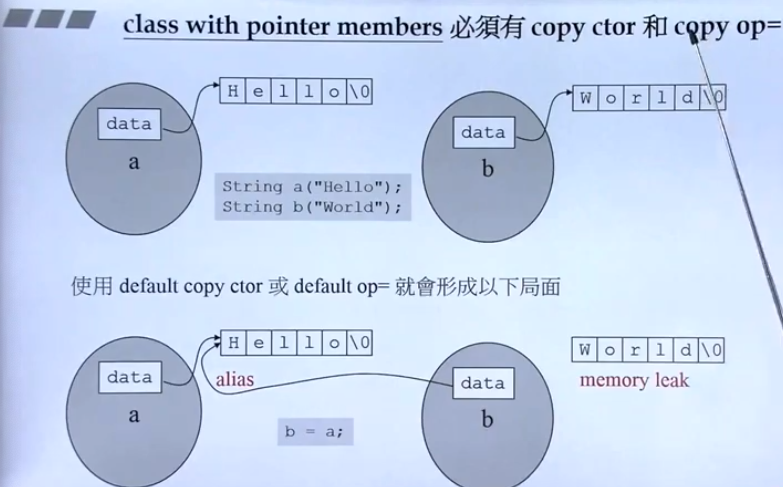 class with pointer members 必須有 copy ctor 和 copy op=
H e l l o \0
W o r l d \0
data
data
a
b
String a("Hello");
String b("World");
使用 default copy ctor 或 default op= 就會形成以下局面
H e l l o \0
W o r l d \0
data
alias
data
memory leak
a
b
b = a;